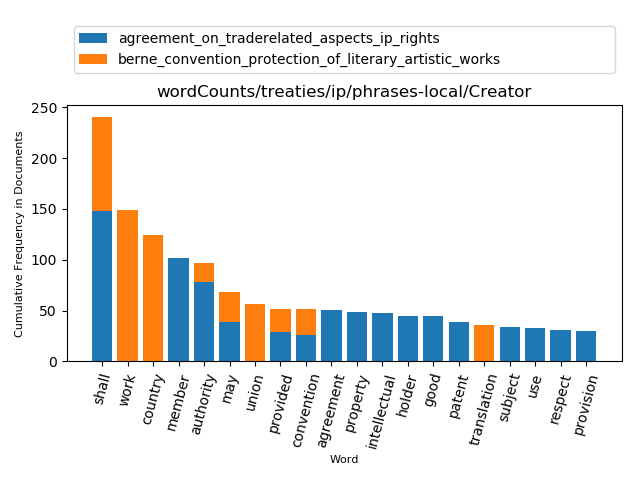 agreement_on_traderelated_aspects_ip_rights
berne_convention_protection_of_literary_artistic_works
wordCounts/treaties/ip/phrases-local/Creator
Cumulative Frequency in Documents
250
200
150
100
50
0
shall
work
country
member
authority
may
union
provided
convention
agreement
property
intellectual
holder
good
patent
translation
subject
use
respect
provision
Word